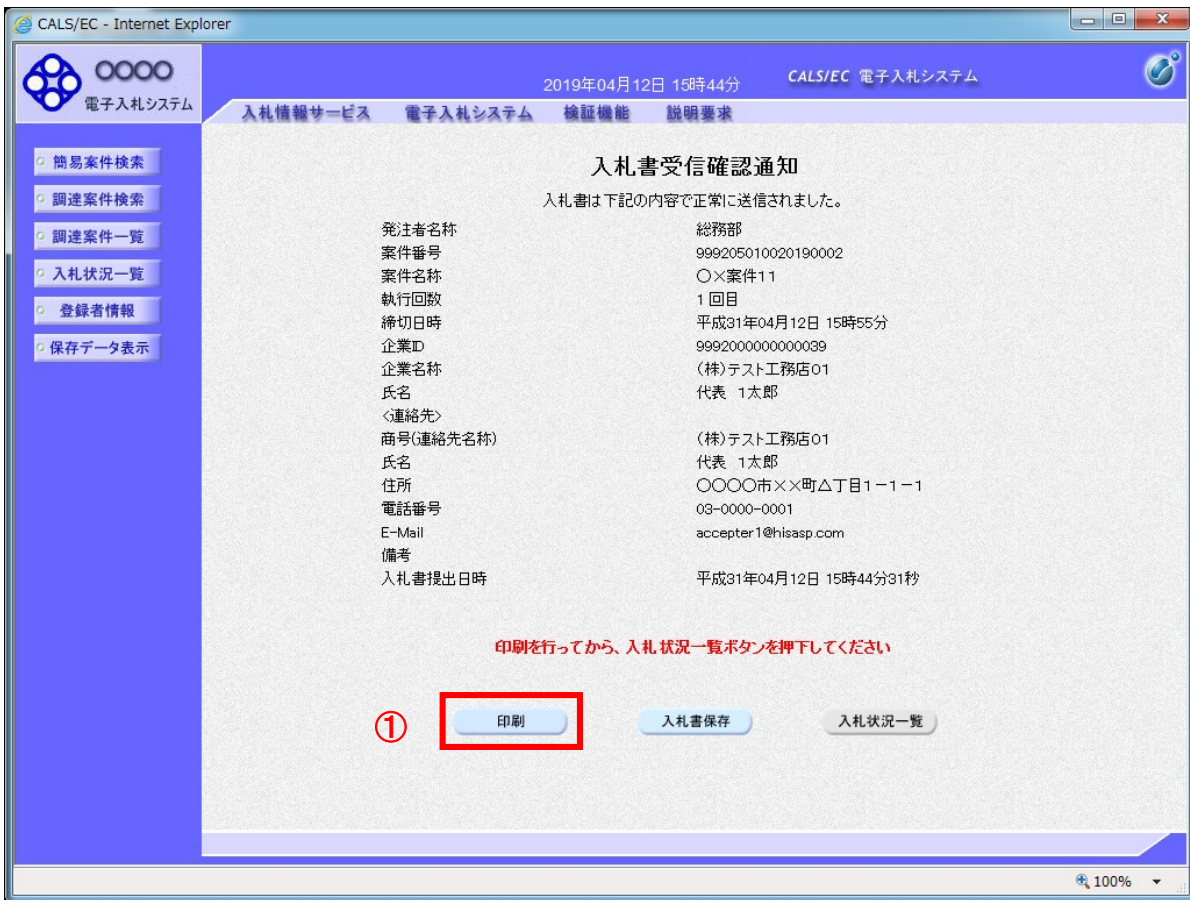 CALS/EC - Internet Explorer
OOOO
電子入札システム
2019年04月12日 15時44分
CALS/EC 電子入札システム
入札情報サービス 電子入札システム 検証機能 説明要求
簡易案件検索
調達案件検索
調達案件一覧
入札状況一覧
登録者情報
保存データ表示
入札書受信確認通知
入札書は下記の内容で正常に送信されました。
発注者名称 総務部
案件番号 999205010020190002
案件名称 〇×案件11
執行回数 1回目
締切日時 平成31年04月12日 15時55分
企業ID 9992000000000039
企業名称 (株)テスト工務店01
氏名 代表 1太郎
<連絡先>
商号(連絡先名称) (株)テスト工務店01
氏名 代表 1太郎
住所 〇〇〇〇市××町△丁目1-1-1
電話番号 03-0000-0001
E-Mail accepter1@hisasp.com
備考
入札書提出日時 平成31年04月12日 15時44分31秒
印刷を行ってから、入札状況一覧ボタンを押下してください
① 印刷 入札書保存 入札状況一覧
100%